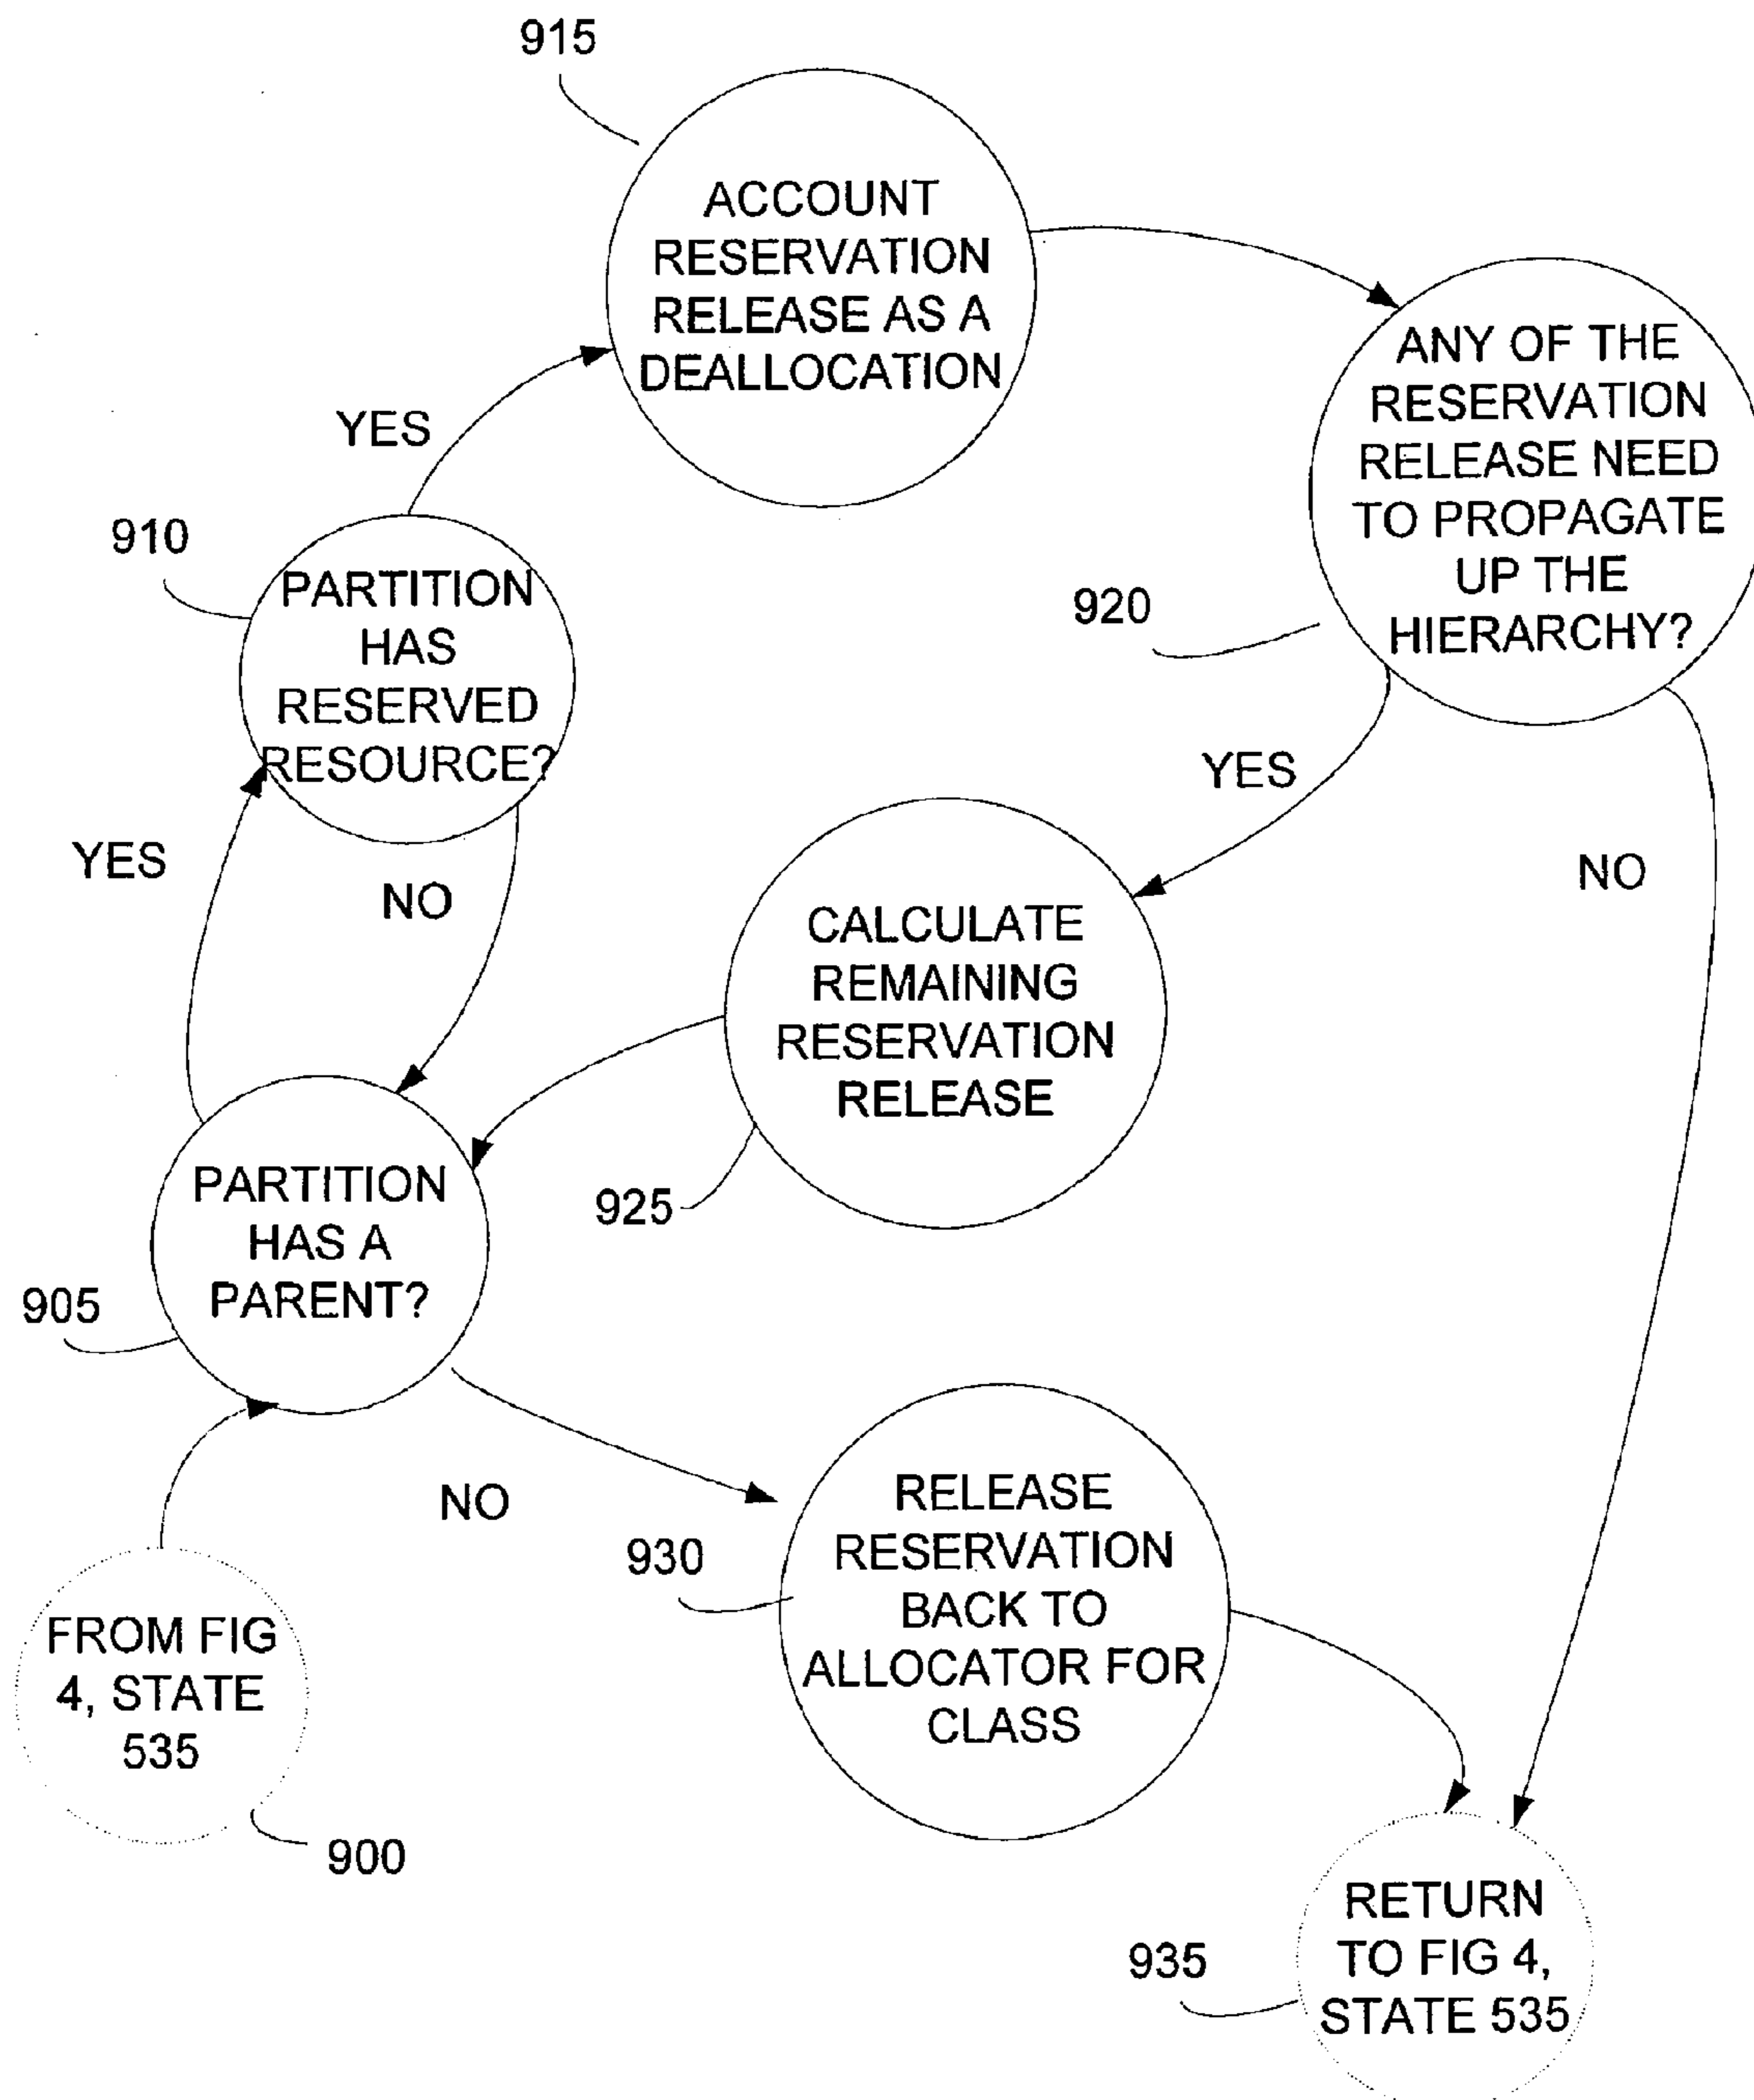 915
ACCOUNT
RESERVATION
RELEASE AS A
DEALLOCATION
ANY OF THE
RESERVATION
RELEASE NEED
TO PROPAGATE
UP THE
HIERARCHY?
YES
910
PARTITION
HAS
RESERVED
RESOURCE?
920
YES
YES
NO
NO
CALCULATE
REMAINING
RESERVATION
RELEASE
925
PARTITION
HAS A
PARENT?
905
NO
RELEASE
RESERVATION
BACK TO
ALLOCATOR FOR
CLASS
930
FROM FIG
4, STATE
535
900
RETURN
TO FIG 4,
STATE 535
935